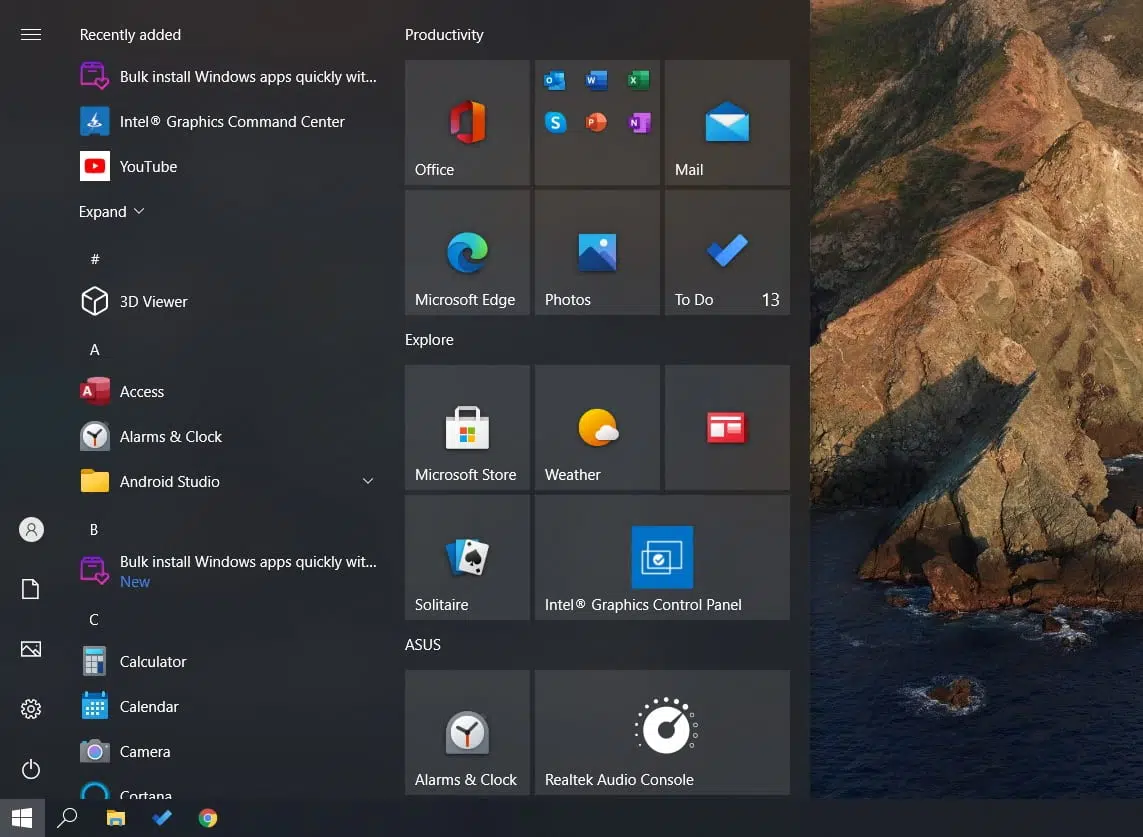 Recently added
Bulk install Windows apps quickly wit...
Intel® Graphics Command Center
YouTube
Expand
#
3D Viewer
A
Access
Alarms & Clock
Android Studio
B
Bulk install Windows apps quickly wit...
New
C
Calculator
Calendar
Camera
Cortana
Productivity
Office
Mail
Microsoft Edge
Photos
To Do 13
Explore
Microsoft Store
Weather
Solitaire
Intel® Graphics Control Panel
ASUS
Alarms & Clock
Realtek Audio Console